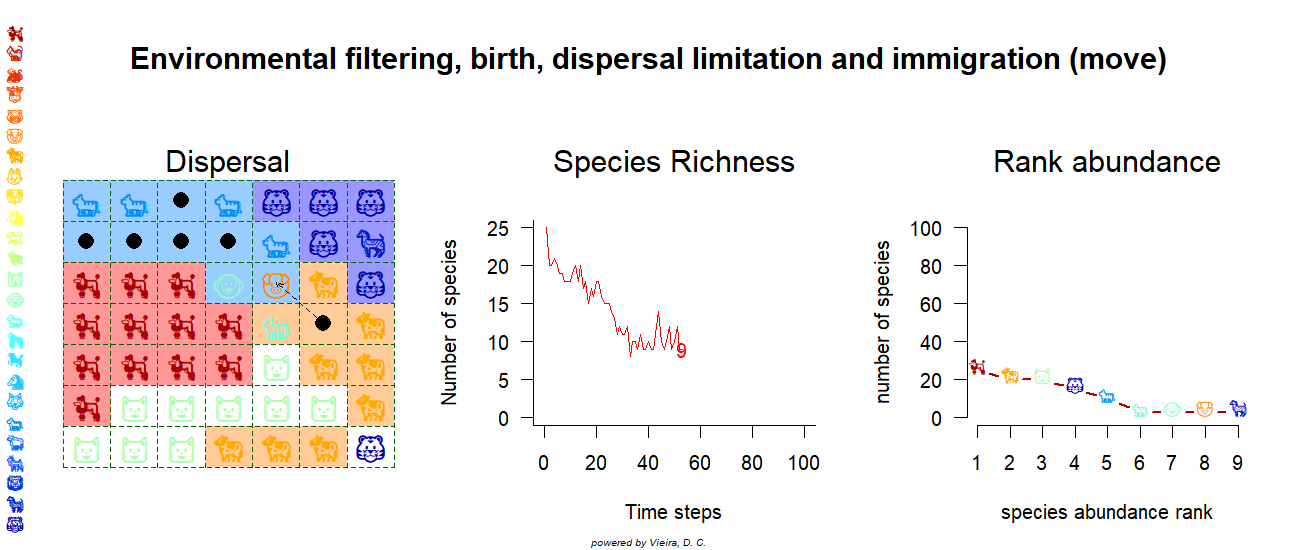 Environmental filtering, birth, dispersal limitation and immigration (move)
Dispersal
Species Richness
Rank abundance
Number of species
25
20
15
10
5
0
9
0 20 40 60 80 100
Time steps
number of species
100
80
60
40
20
0
1 2 3 4 5 6 7 8 9
species abundance rank
powered by Vieira, D. C.